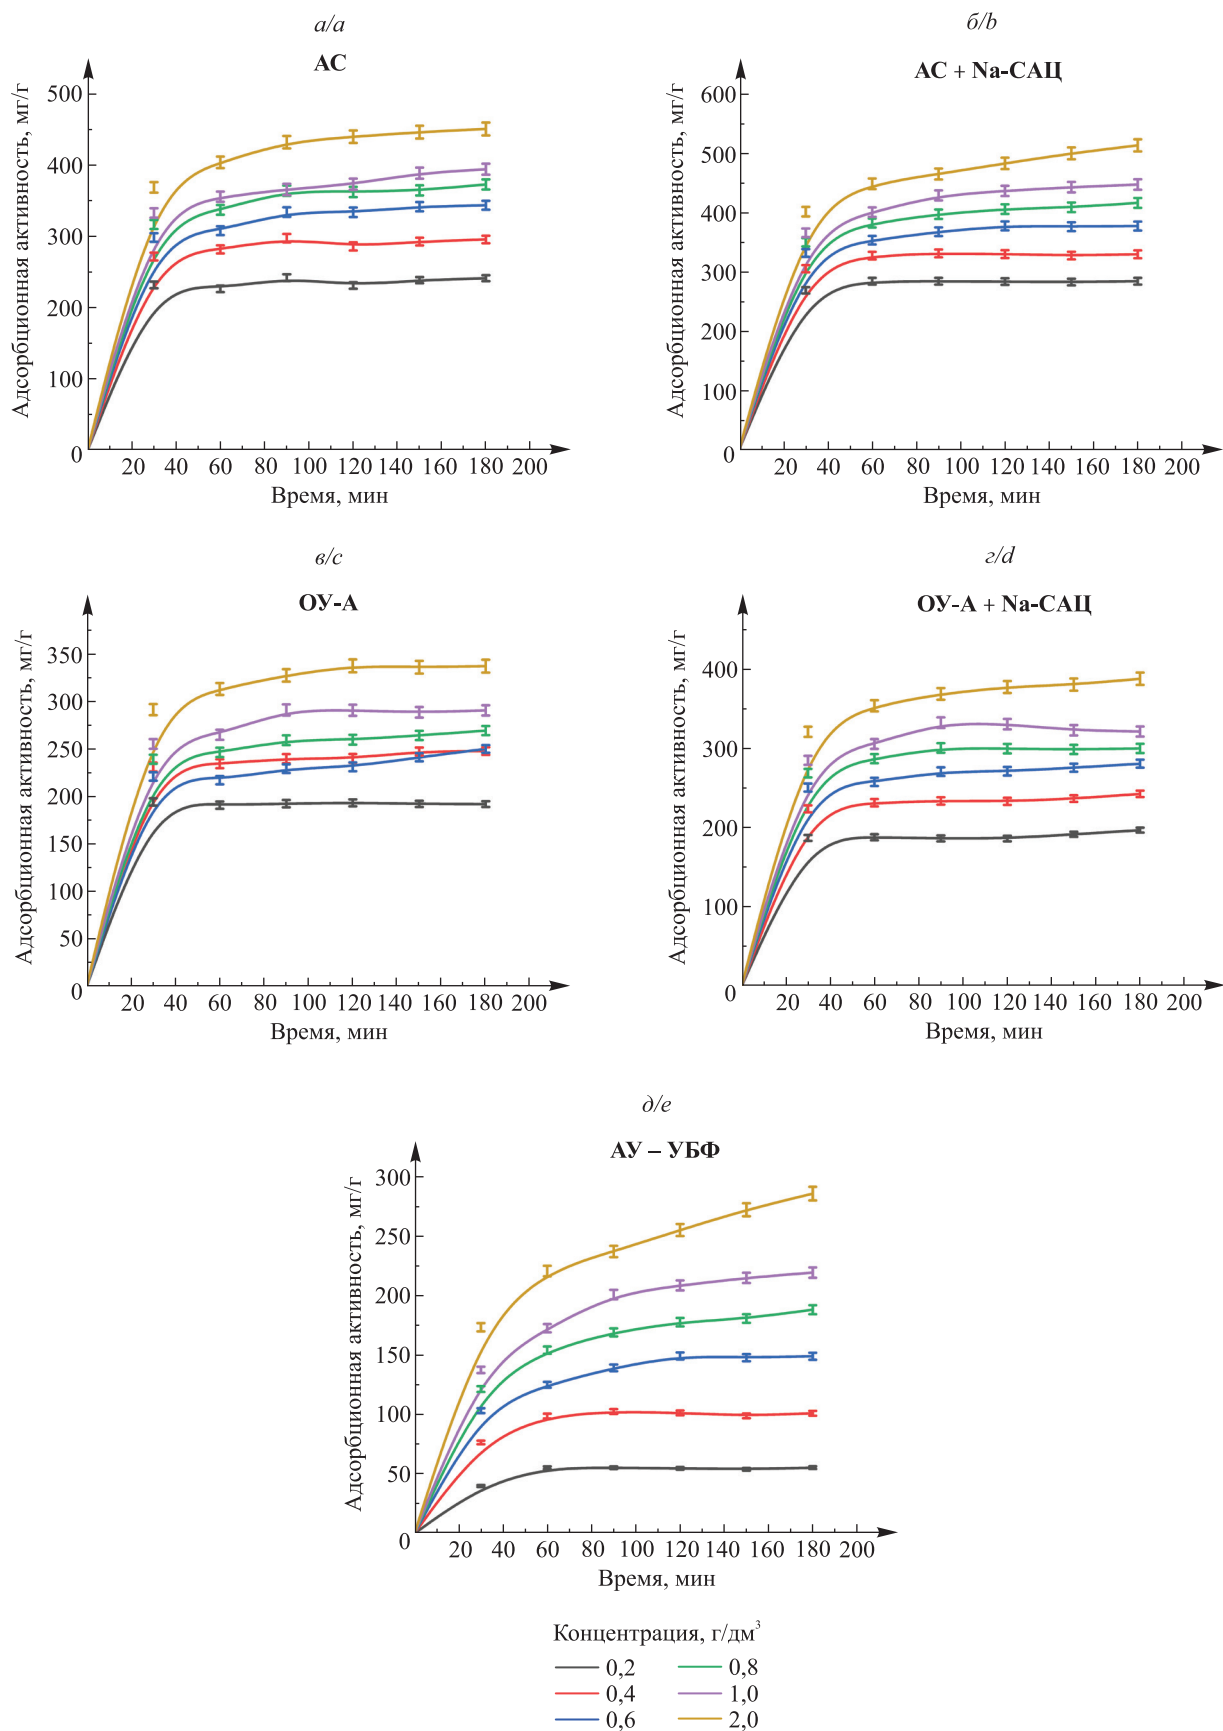 а/a
АС
Адсорбционная активность, мг/г
500
400
300
200
100
0
20 40 60 80 100 120 140 160 180 200
Время, мин
б/b
АС + Na-САЦ
Адсорбционная активность, мг/г
600
500
400
300
200
100
0
20 40 60 80 100 120 140 160 180 200
Время, мин
в/c
ОУ-А
Адсорбционная активность, мг/г
350
300
250
200
150
100
50
0
20 40 60 80 100 120 140 160 180 200
Время, мин
г/d
ОУ-А + Na-САЦ
Адсорбционная активность, мг/г
400
300
200
100
0
20 40 60 80 100 120 140 160 180 200
Время, мин
д/e
АУ – УБФ
Адсорбционная активность, мг/г
300
250
200
150
100
50
0
20 40 60 80 100 120 140 160 180 200
Время, мин
Концентрация, г/дм³
0,2 0,8
0,4 1,0
0,6 2,0